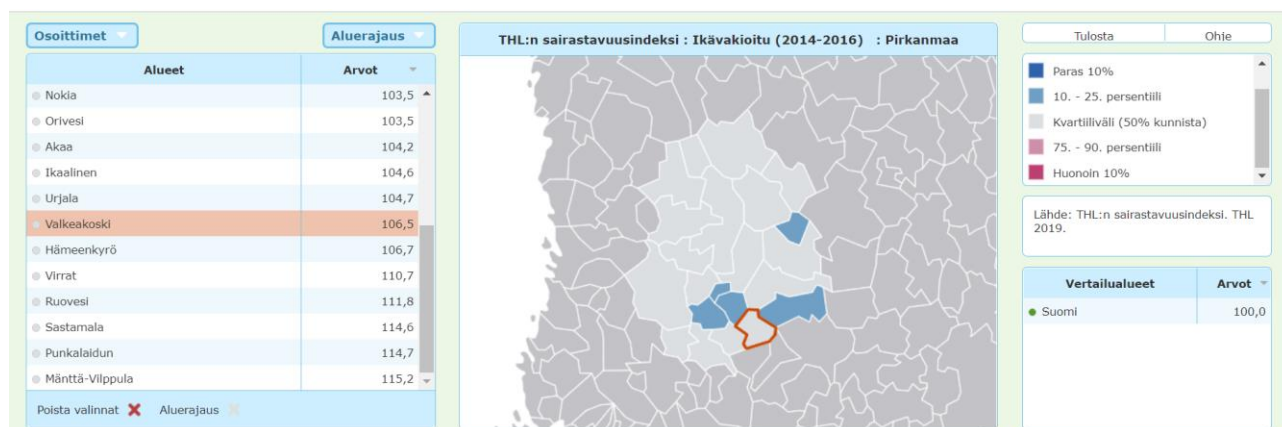 Osoittimet
Aluerajaus
Alueet Arvot
Nokia 103,5
Orivesi 103,5
Akaa 104,2
Ikaalinen 104,6
Urjala 104,7
Valkeakoski 106,5
Hämeenkyrö 106,7
Virrat 110,7
Ruovesi 111,8
Sastamala 114,6
Punkalaidun 114,7
Mänttä-Vilppula 115,2
Poista valinnat Aluerajaus
THL:n sairastavuusindeksi : Ikävakioitu (2014-2016) : Pirkanmaa
Tulosta Ohje
Paras 10%
10. - 25. persentiili
Kvartiiliväli (50% kunnista)
75. - 90. persentiili
Huonoin 10%
Lähde: THL:n sairastavuusindeksi. THL
2019.
Vertailualueet Arvot
Suomi 100,0